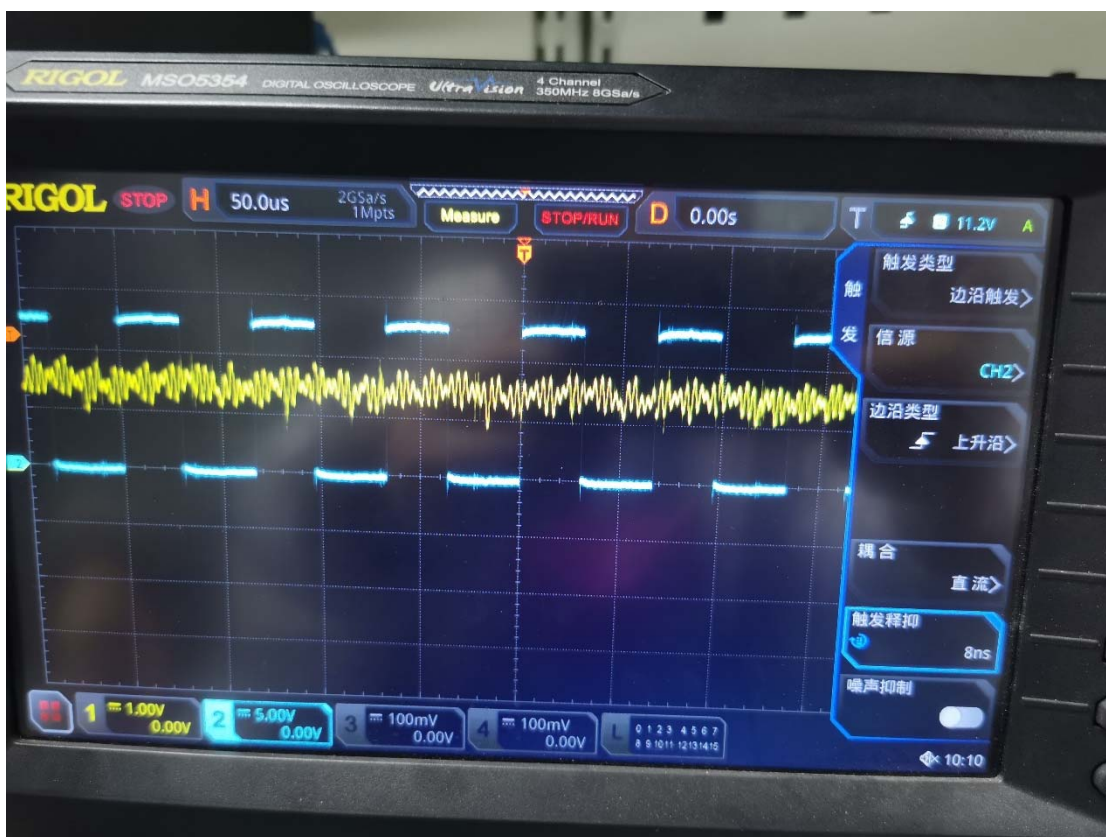 RIGOL MSO5354 DIGITAL OSCILLOSCOPE UltraVision 4 Channel
350MHz 8GSa/s
RIGOL STOP H 50.0us 2GSa/s
1Mpts
Measure STOP/RUN D 0.00s T 11.2V A
T
触发
触发类型
边沿触发>
信源
CH2>
边沿类型
上升沿>
耦合
直流>
触发释抑
8ns
噪声抑制
1
2
1 1.00V
0.00V
2 5.00V
0.00V
3 100mV
0.00V
4 100mV
0.00V
L 0 1 2 3 4 5 6 7
8 9 10 11 12 13 14 15
10:10